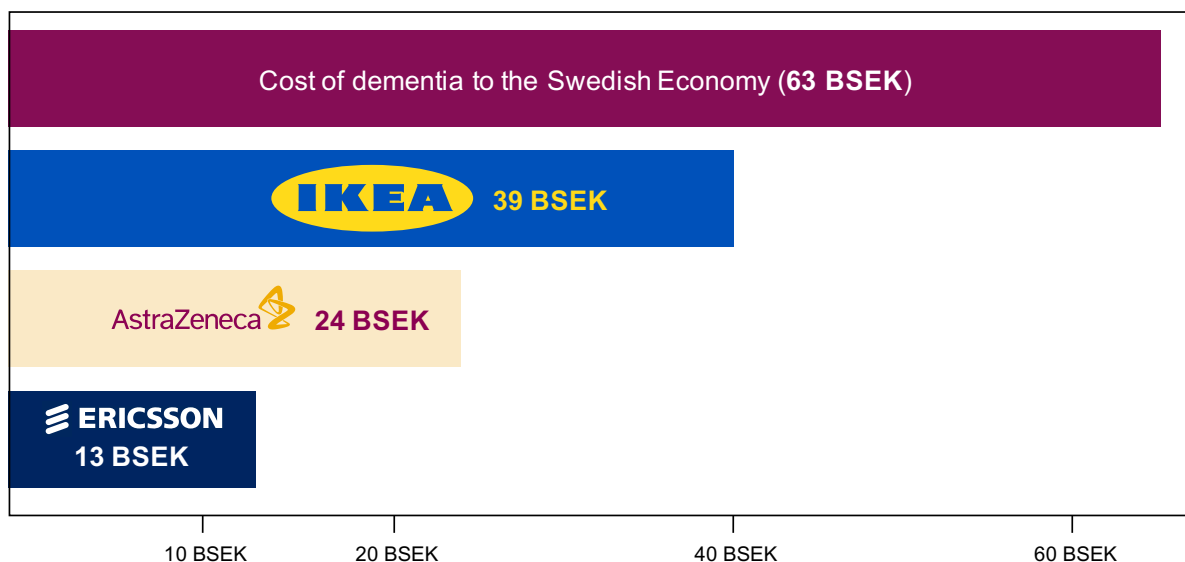 Cost of dementia to the Swedish Economy (63 BSEK)
IKEA 39 BSEK
AstraZeneca 24 BSEK
ERICSSON
13 BSEK
10 BSEK 20 BSEK 40 BSEK 60 BSEK